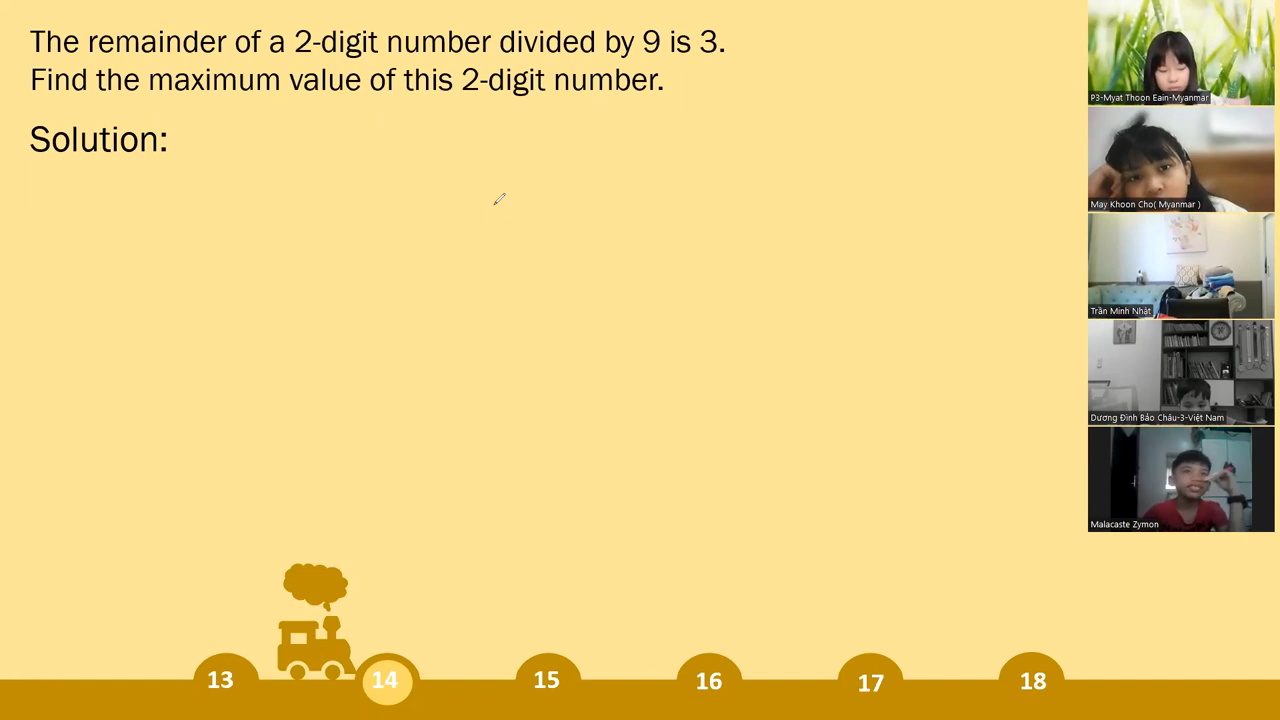 The remainder of a 2-digit number divided by 9 is 3.
Find the maximum value of this 2-digit number.
Solution:
P3-Myat Thoon Eain-Myanmar
May Khoon Cho( Myanmar )
Trần Minh Nhật
Dương Đình Bảo Châu-3-Việt Nam
Malacaste Zymon
13
14
15
16
17
18